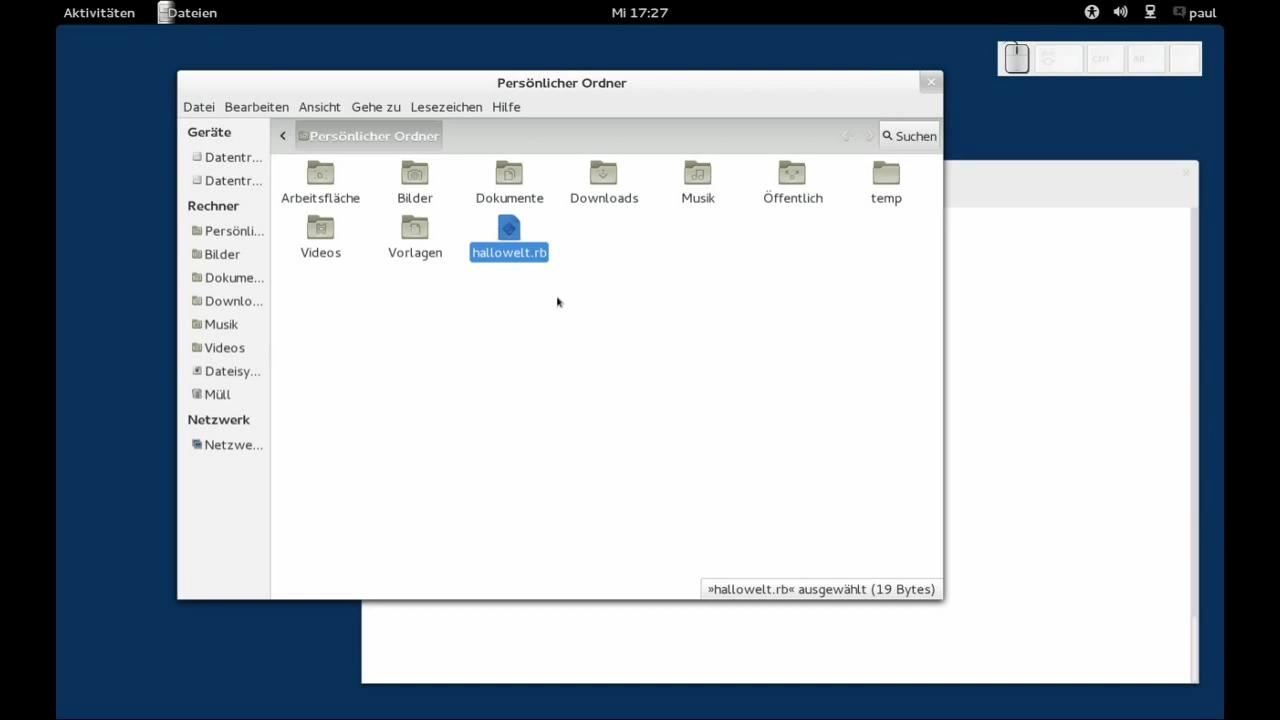 Aktivitäten Dateien Mi 17:27 paul
Persönlicher Ordner
Datei Bearbeiten Ansicht Gehe zu Lesezeichen Hilfe
Persönlicher Ordner Suchen
Geräte
Datentr...
Datentr...
Rechner
Persönli...
Bilder
Dokume...
Downlo...
Musik
Videos
Dateisy...
Müll
Netzwerk
Netzwe...
Arbeitsfläche Bilder Dokumente Downloads Musik Öffentlich temp
Videos Vorlagen hallowelt.rb
»hallowelt.rb« ausgewählt (19 Bytes)